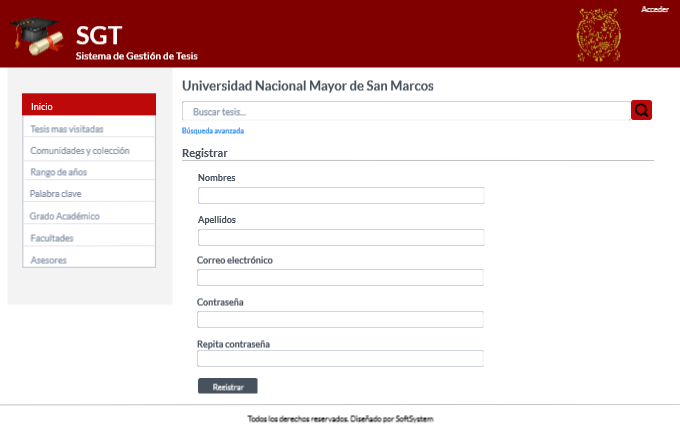 Acceder
SGT
Sistema de Gestión de Tesis
Inicio
Tesis mas visitadas
Comunidades y colección
Rango de años
Palabra clave
Grado Académico
Facultades
Asesores
Universidad Nacional Mayor de San Marcos
Buscar tesis...
Búsqueda avanzada
Registrar
Nombres
Apellidos
Correo electrónico
Contraseña
Repita contraseña
Registrar
Todos los derechos reservados. Diseñado por SoftSystem